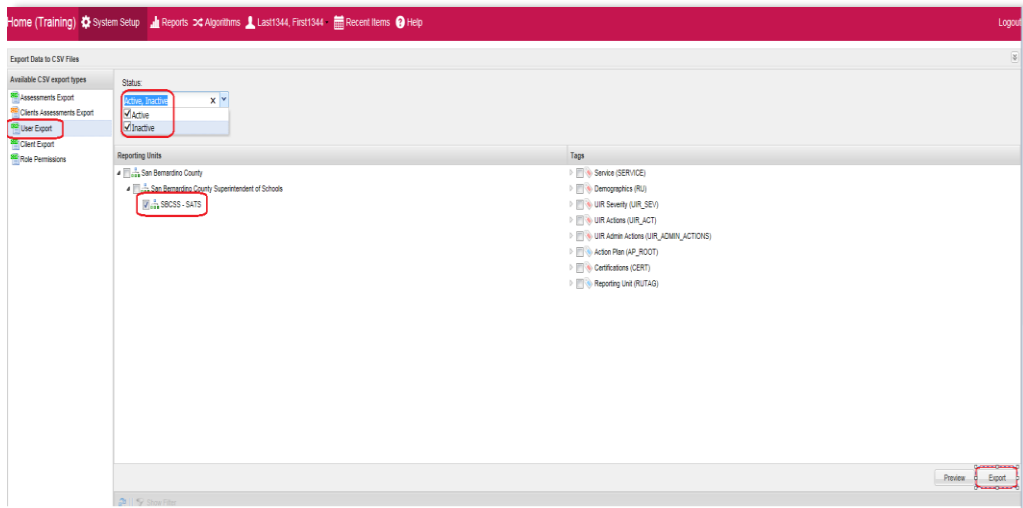 Home (Training) System Setup Reports Algorithms Last1344, First1344 Recent Items Help Logout
Export Data to CSV Files
Available CSV export types
Assessments Export
Clients Assessments Export
User Export
Client Export
Role Permissions
Status:
Active, Inactive x
Active
Inactive
Reporting Units
San Bernardino County
San Bernardino County Superintendent of Schools
SBCSS - SATS
Tags
Service (SERVICE)
Demographics (RU)
UIR Severity (UIR_SEV)
UIR Actions (UIR_ACT)
UIR Admin Actions (UIR_ADMIN_ACTIONS)
Action Plan (AP_ROOT)
Certifications (CERT)
Reporting Unit (RUTAG)
Preview Export
Show Filter